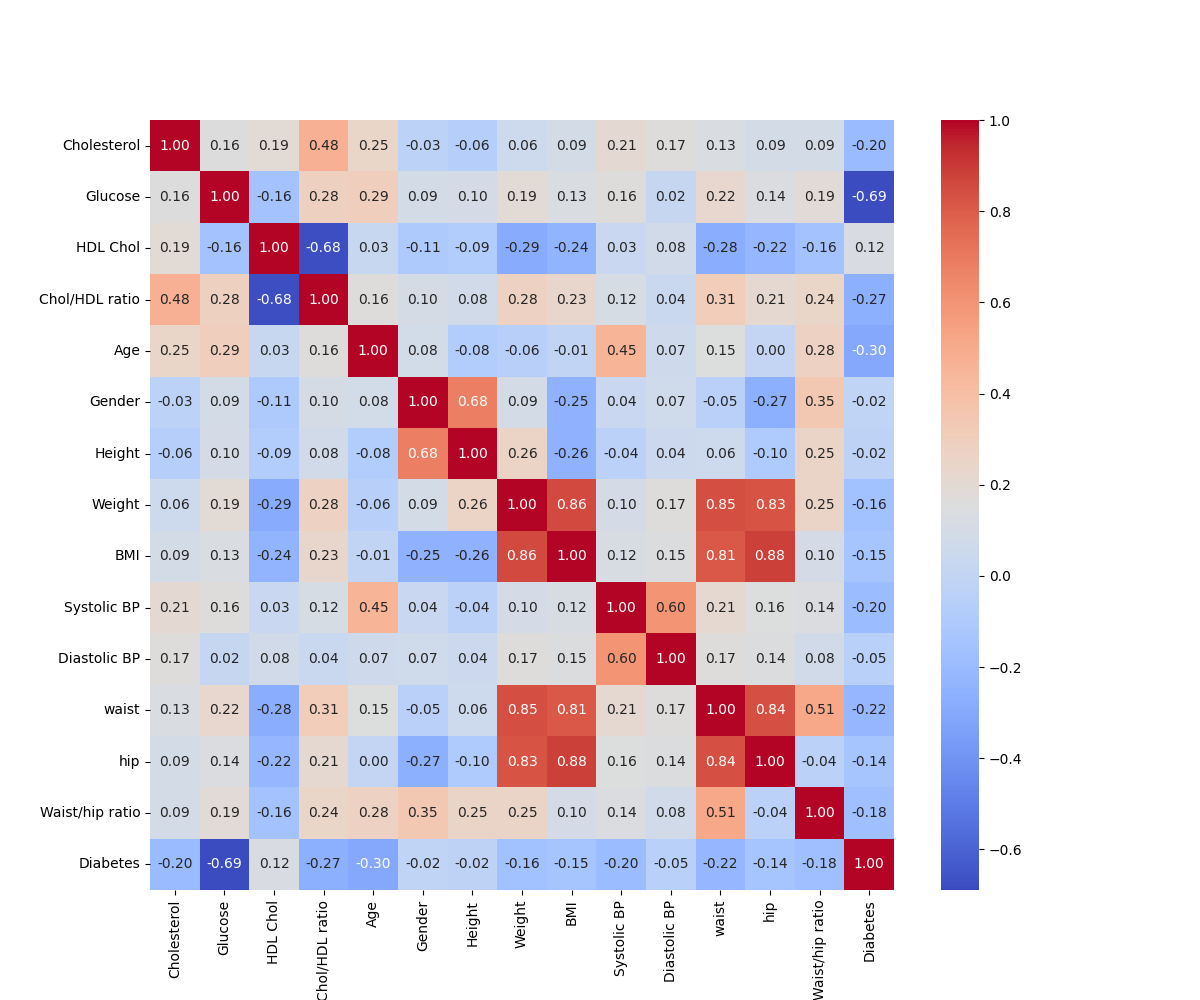 Cholesterol 1.00 0.16 0.19 0.48 0.25 -0.03 -0.06 0.06 0.09 0.21 0.17 0.13 0.09 0.09 -0.20
Glucose 0.16 1.00 -0.16 0.28 0.29 0.09 0.10 0.19 0.13 0.16 0.02 0.22 0.14 0.19 -0.69
HDL Chol 0.19 -0.16 1.00 -0.68 0.03 -0.11 -0.09 -0.29 -0.24 0.03 0.08 -0.28 -0.22 -0.16 0.12
Chol/HDL ratio 0.48 0.28 -0.68 1.00 0.16 0.10 0.08 0.28 0.23 0.12 0.04 0.31 0.21 0.24 -0.27
Age 0.25 0.29 0.03 0.16 1.00 0.08 -0.08 -0.06 -0.01 0.45 0.07 0.15 0.00 0.28 -0.30
Gender -0.03 0.09 -0.11 0.10 0.08 1.00 0.68 0.09 -0.25 0.04 0.07 -0.05 -0.27 0.35 -0.02
Height -0.06 0.10 -0.09 0.08 -0.08 0.68 1.00 0.26 -0.26 -0.04 0.04 0.06 -0.10 0.25 -0.02
Weight 0.06 0.19 -0.29 0.28 -0.06 0.09 0.26 1.00 0.86 0.10 0.17 0.85 0.83 0.25 -0.16
BMI 0.09 0.13 -0.24 0.23 -0.01 -0.25 -0.26 0.86 1.00 0.12 0.15 0.81 0.88 0.10 -0.15
Systolic BP 0.21 0.16 0.03 0.12 0.45 0.04 -0.04 0.10 0.12 1.00 0.60 0.21 0.16 0.14 -0.20
Diastolic BP 0.17 0.02 0.08 0.04 0.07 0.07 0.04 0.17 0.15 0.60 1.00 0.17 0.14 0.08 -0.05
waist 0.13 0.22 -0.28 0.31 0.15 -0.05 0.06 0.85 0.81 0.21 0.17 1.00 0.84 0.51 -0.22
hip 0.09 0.14 -0.22 0.21 0.00 -0.27 -0.10 0.83 0.88 0.16 0.14 0.84 1.00 -0.04 -0.14
Waist/hip ratio 0.09 0.19 -0.16 0.24 0.28 0.35 0.25 0.25 0.10 0.14 0.08 0.51 -0.04 1.00 -0.18
Diabetes -0.20 -0.69 0.12 -0.27 -0.30 -0.02 -0.02 -0.16 -0.15 -0.20 -0.05 -0.22 -0.14 -0.18 1.00
Cholesterol
Glucose
HDL Chol
Chol/HDL ratio
Age
Gender
Height
Weight
BMI
Systolic BP
Diastolic BP
waist
hip
Waist/hip ratio
Diabetes
1.0
0.8
0.6
0.4
0.2
0.0
−0.2
−0.4
−0.6